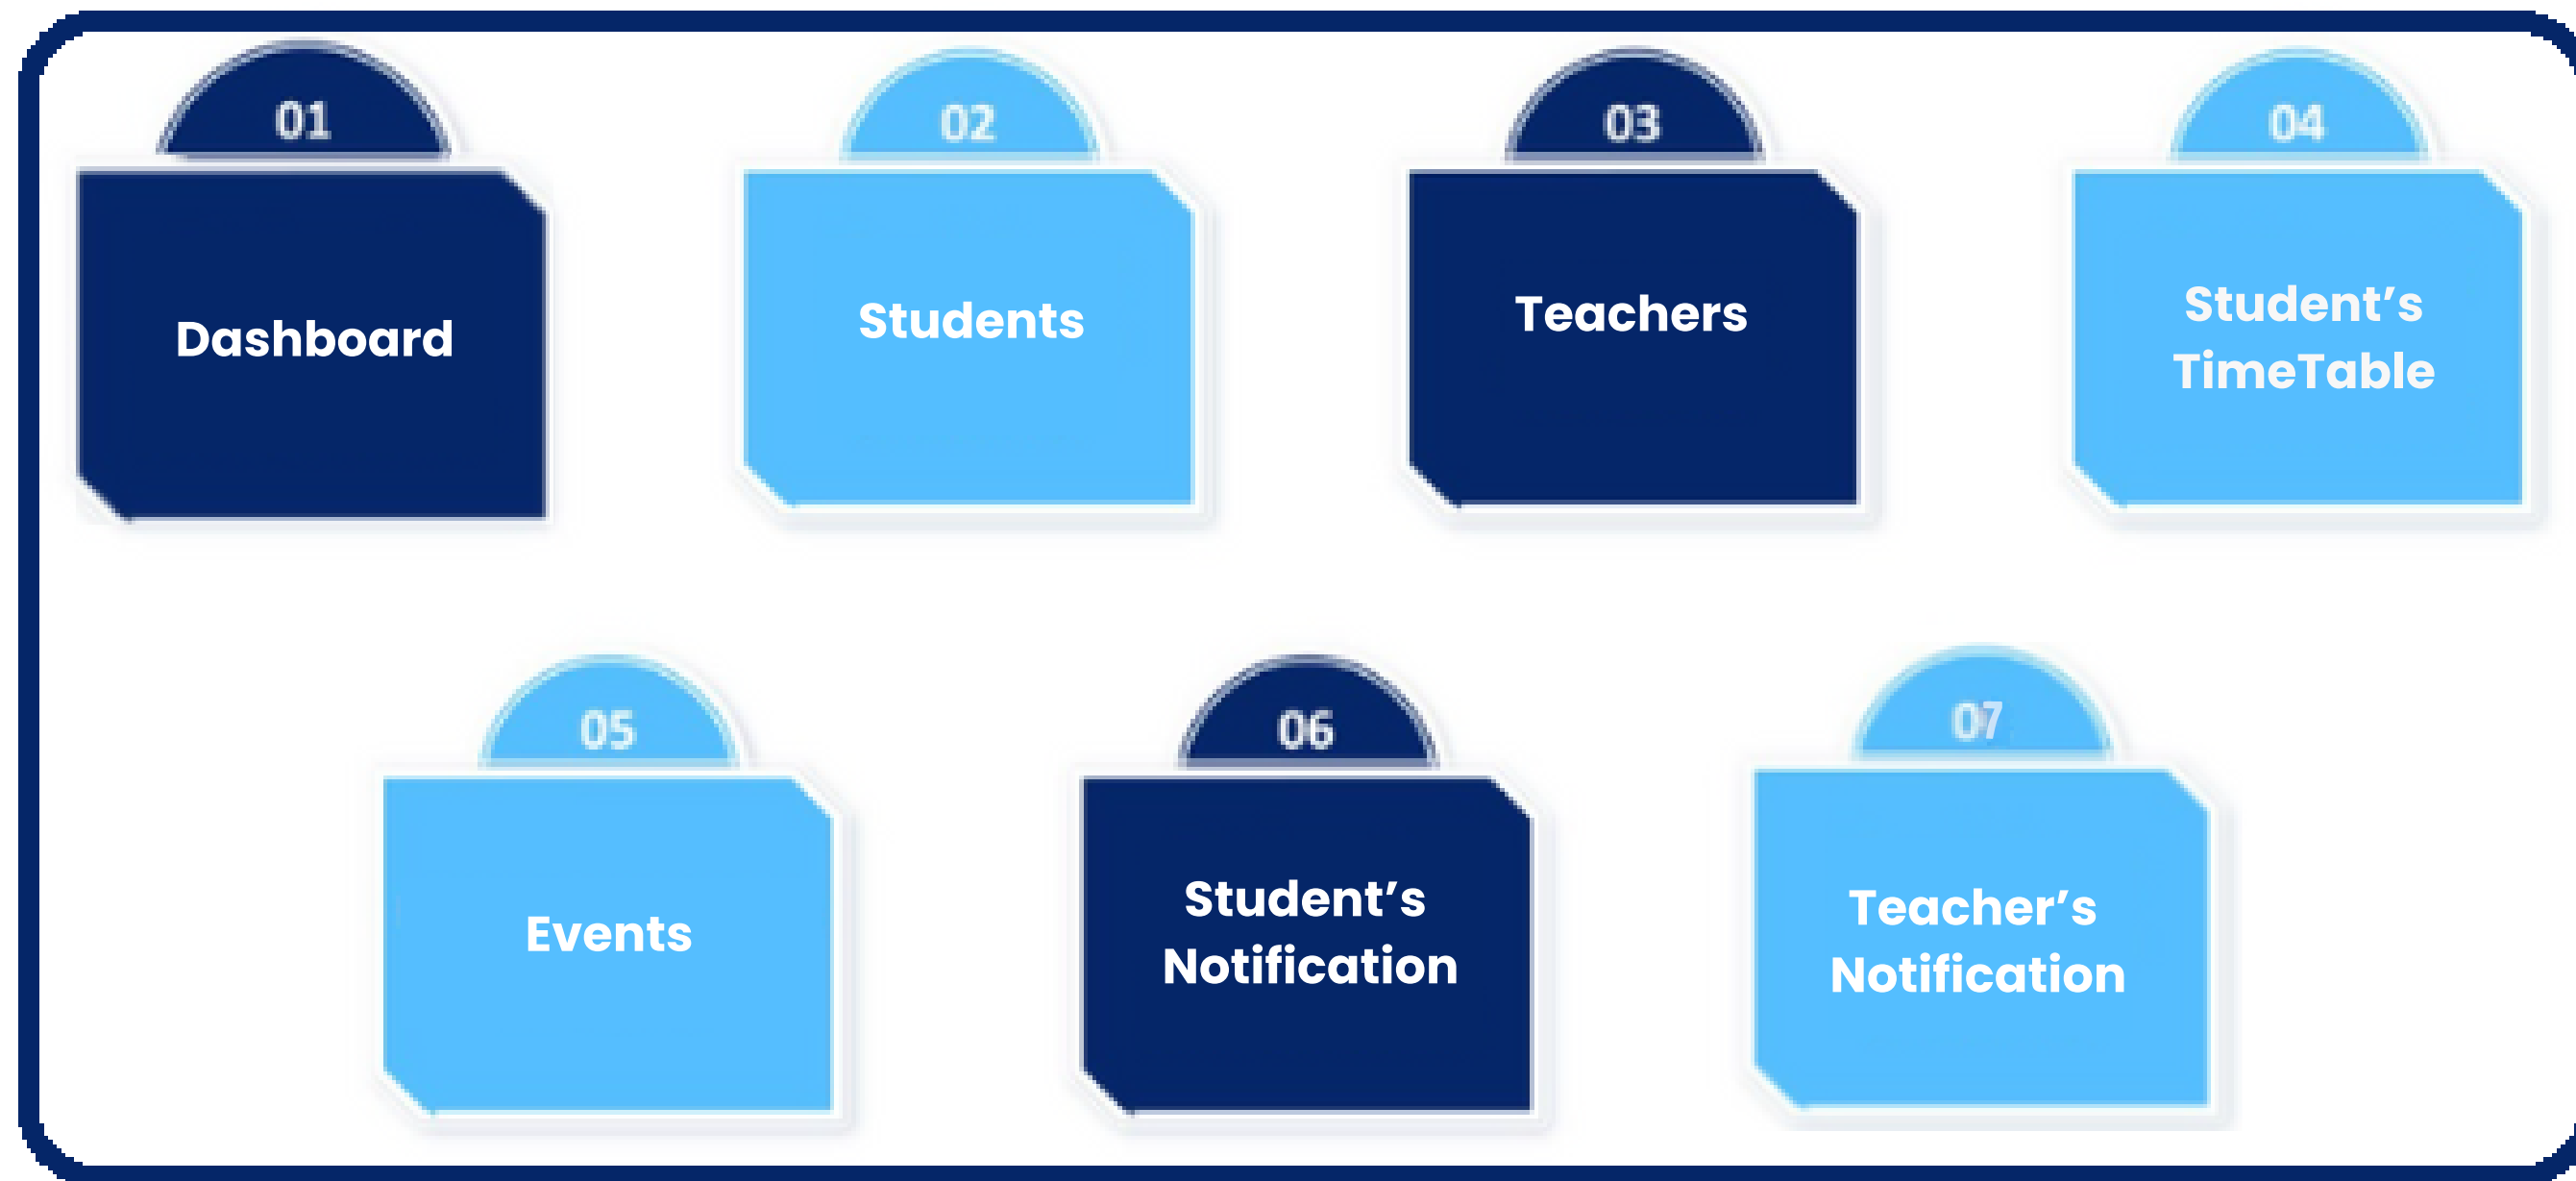 01
Dashboard
02
Students
03
Teachers
04
Student’s
TimeTable
05
Events
06
Student’s
Notification
07
Teacher’s
Notification